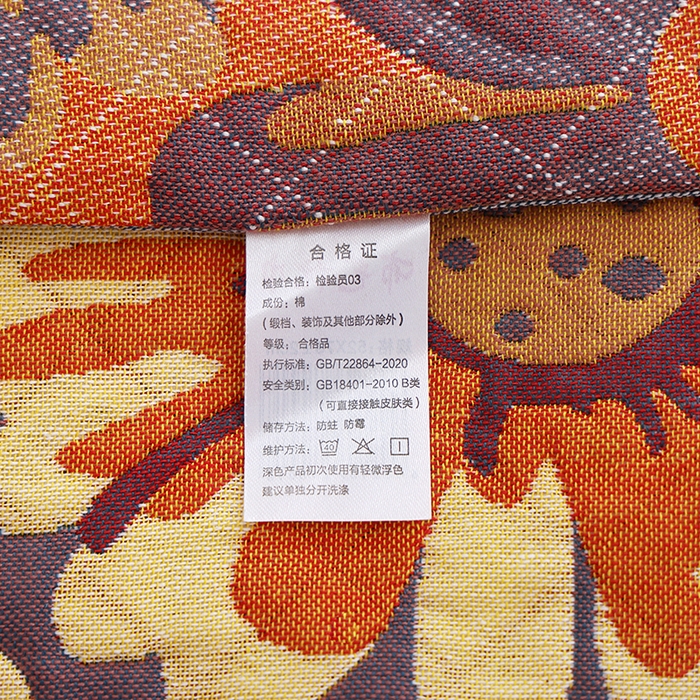 合格证
检验合格：检验员03
成份：棉
（缎档、装饰及其他部分除外）
等级：合格品
执行标准：GB/T22864-2020
安全类别：GB18401-2010 B类
（可直接接触皮肤类）
储存方法：防蛀 防霉
维护方法：40
深色产品初次使用有轻微浮色
建议单独分开洗涤